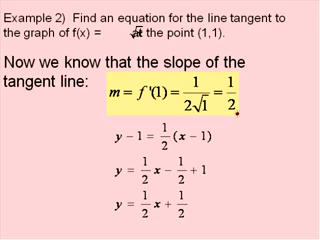 Example 2) Find an equation for the line tangent to
the graph of f(x) = √x at the point (1,1).
Now we know that the slope of the
tangent line:
m = f '(1) = 1/(2√1) = 1/2.
y − 1 = 1/2 (x − 1)
y = 1/2 x − 1/2 + 1
y = 1/2 x + 1/2